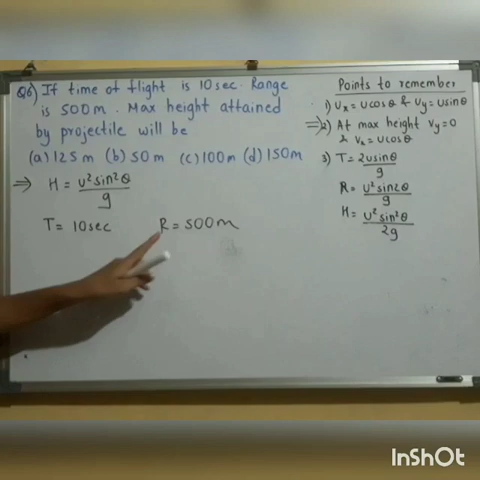 Q6) If time of flight is 10sec. Range
is 500m. Max height attained
by projectile will be
(a) 125m (b) 50m (c) 100m (d) 150m
⇒ H = u²sin²θ/g
T = 10sec R = 500m
Points to remember
1) Ux = Ucosθ & Uy = usinθ
⇒ 2) At max height Vy = 0
& Vx = Ucosθ
3) T = 2usinθ/g
R = u²sin2θ/g
H = u²sin²θ/2g
InShOt